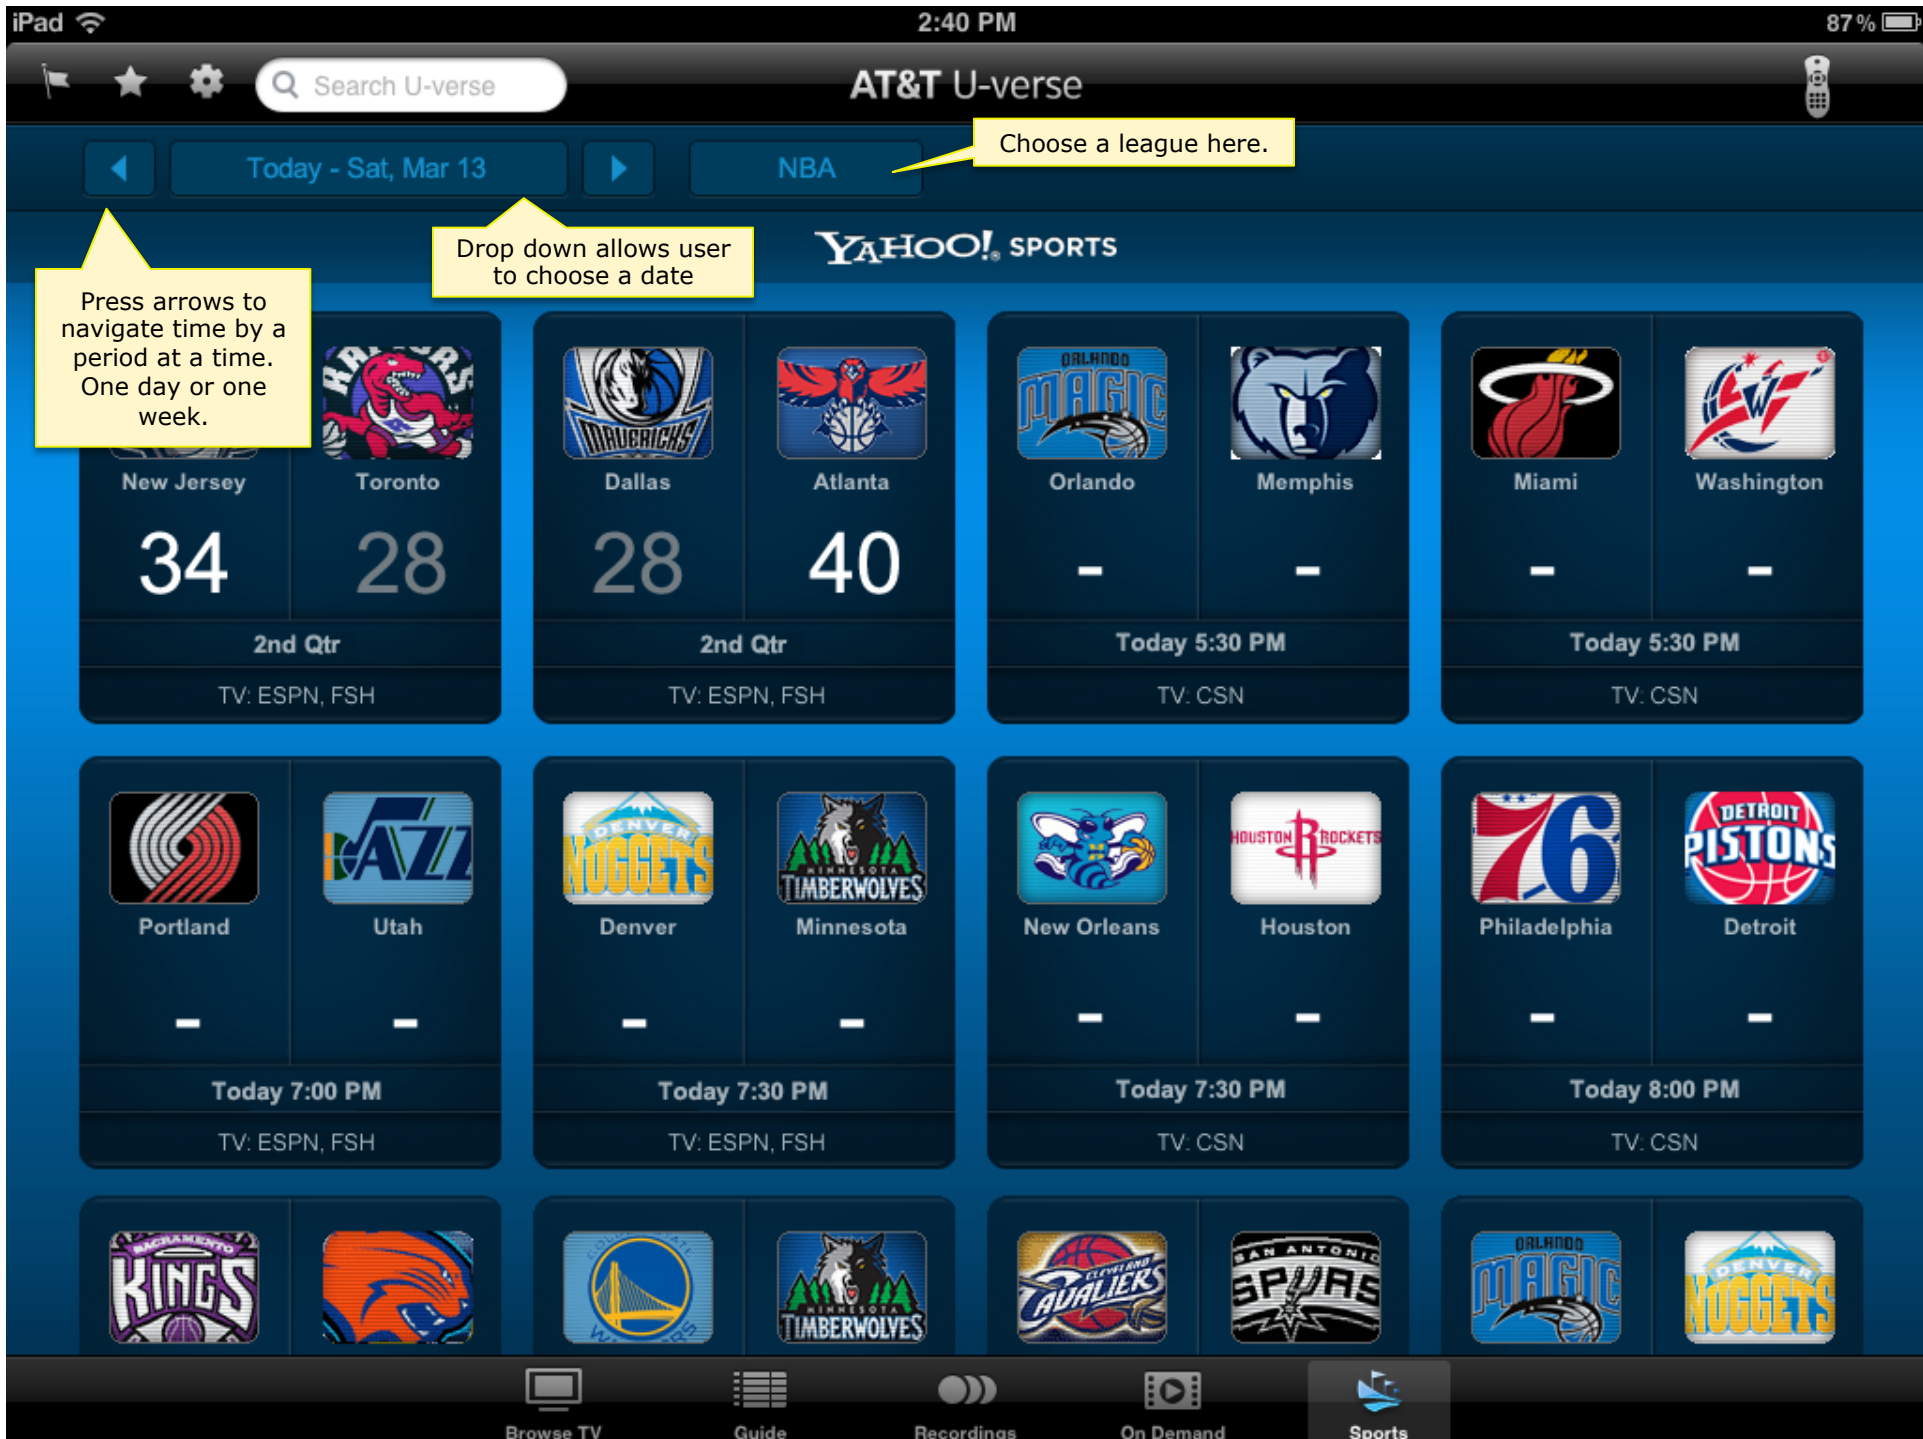 iPad 2:40 PM 87%
Search U-verse AT&T U-verse
Choose a league here.
Today - Sat, Mar 13 NBA
Drop down allows user
to choose a date
YAHOO!® SPORTS
Press arrows to
navigate time by a
period at a time.
One day or one
week.
MAVERICKS
ORLANDO
MAGIC
W
New Jersey Toronto Dallas Atlanta Orlando Memphis Miami Washington
34 28 28 40 - - - -
2nd Qtr 2nd Qtr Today 5:30 PM Today 5:30 PM
TV: ESPN, FSH TV: ESPN, FSH TV: CSN TV: CSN
JAZZ
DENVER
NUGGETS
MINNESOTA
TIMBERWOLVES
HOUSTON R ROCKETS
76
DETROIT
PISTONS
Portland Utah Denver Minnesota New Orleans Houston Philadelphia Detroit
- - - - - - - -
Today 7:00 PM Today 7:30 PM Today 7:30 PM Today 8:00 PM
TV: ESPN, FSH TV: ESPN, FSH TV: CSN TV: CSN
SACRAMENTO
KINGS
GOLDEN STATE
WARRIORS
MINNESOTA
TIMBERWOLVES
CLEVELAND
CAVALIERS
SAN ANTONIO
SPURS
ORLANDO
MAGIC
DENVER
NUGGETS
Browse TV Guide Recordings On Demand Sports